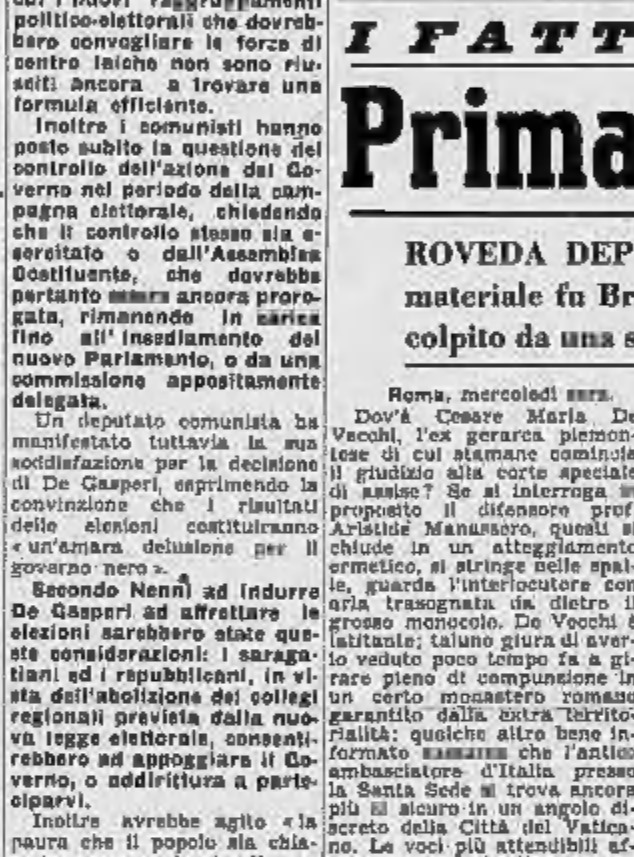 politico-elettorali che dovreb-
bero convogliare le forze di
centro laiche non sono riu-
sciti ancora a trovare una
formula efficiente.
Inoltre i comunisti hanno
posto subito la questione del
controllo dell'azione del Go-
verno nel periodo della cam-
pagna elettorale, chiedendo
che il controllo stesso sia e-
sercitato o dall'Assemblea
Costituente, che dovrebbe
pertanto ancora proro-
gata, rimanendo in carica
fino all'insediamento del
nuovo Parlamento, o da una
commissione appositamente
delegata.
Un deputato comunista ha
manifestato tuttavia la sua
soddisfazione per la decisione
di De Gasperi, esprimendo la
convinzione che i risultati
delle elezioni costituiranno
« un'amara delusione per il
governo nero ».
Secondo Nenni ad indurre
De Gasperi ad affrettare le
elezioni sarebbero state que-
ste considerazioni: i saraga-
tiani ed i repubblicani, in vi-
sta dell'abolizione dei collegi
regionali prevista dalla nuo-
va legge elettorale, consenti-
rebbero ad appoggiare il Go-
verno, o addirittura a parte-
ciparvi.
Inoltre avrebbe agito « la
paura che il popolo sia chia-
I FATT
Prima
ROVEDA DEP
materiale fu Br
colpito da una s
Roma, mercoledì
Dov'è Cesare Maria De
Vecchi, l'ex gerarca piemon-
tese di cui stamane comincia
il giudizio alla corte speciale
di assise? Se si interroga
proposito il difensore prof.
Aristide Manassero, questi si
chiude in un atteggiamento
ermetico, si stringe nelle spal-
le, guarda l'interlocutore con
aria trasognata da dietro il
grosso monocolo. De Vecchi è
latitante; taluno giura di aver-
lo veduto poco tempo fa a gi-
rare pieno di compunzione in
un certo monastero romano
garantito dalla extra territo-
rialità; qualche altro bene in-
formato che l'antico
ambasciatore d'Italia presso
la Santa Sede si trova ancora
più al sicuro in un angolo di-
screto della Città del Vatica-
no. Le voci più attendibili af-